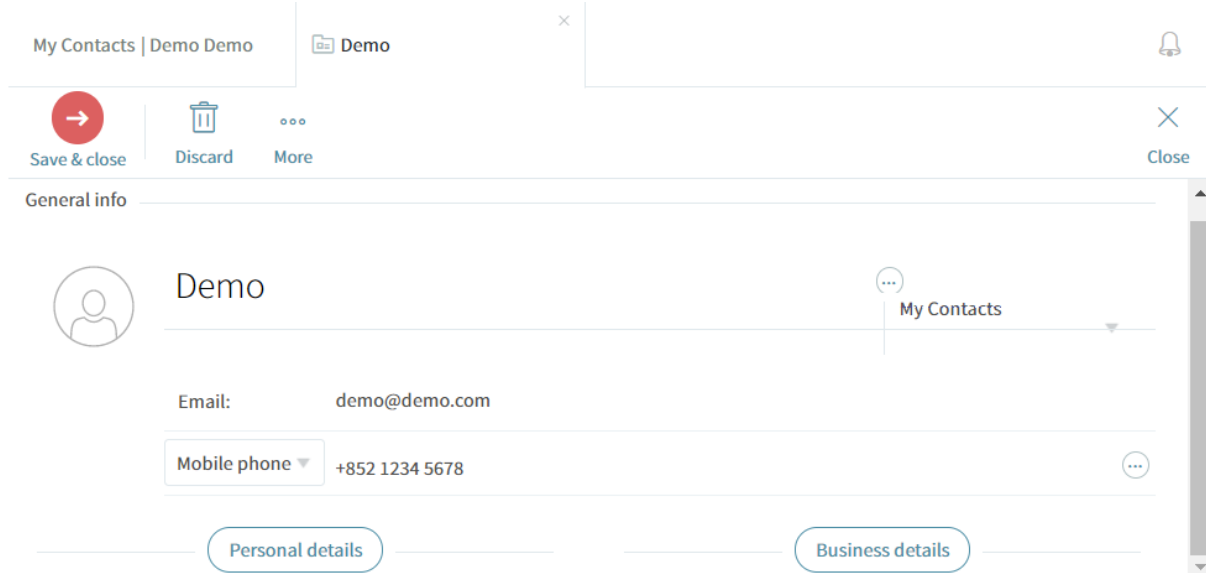 My Contacts | Demo Demo
Demo
Save & close
Discard
More
Close
General info
Demo
My Contacts
Email:
demo@demo.com
Mobile phone
+852 1234 5678
Personal details
Business details